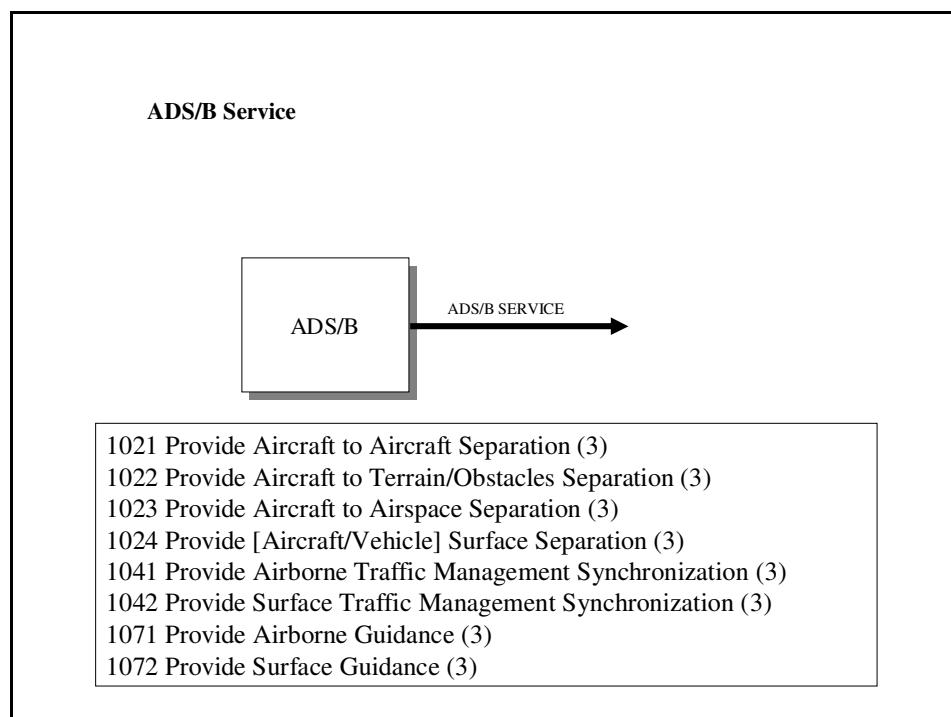 ADS/B Service
ADS/B
ADS/B SERVICE
1021 Provide Aircraft to Aircraft Separation (3)
1022 Provide Aircraft to Terrain/Obstacles Separation (3)
1023 Provide Aircraft to Airspace Separation (3)
1024 Provide [Aircraft/Vehicle] Surface Separation (3)
1041 Provide Airborne Traffic Management Synchronization (3)
1042 Provide Surface Traffic Management Synchronization (3)
1071 Provide Airborne Guidance (3)
1072 Provide Surface Guidance (3)